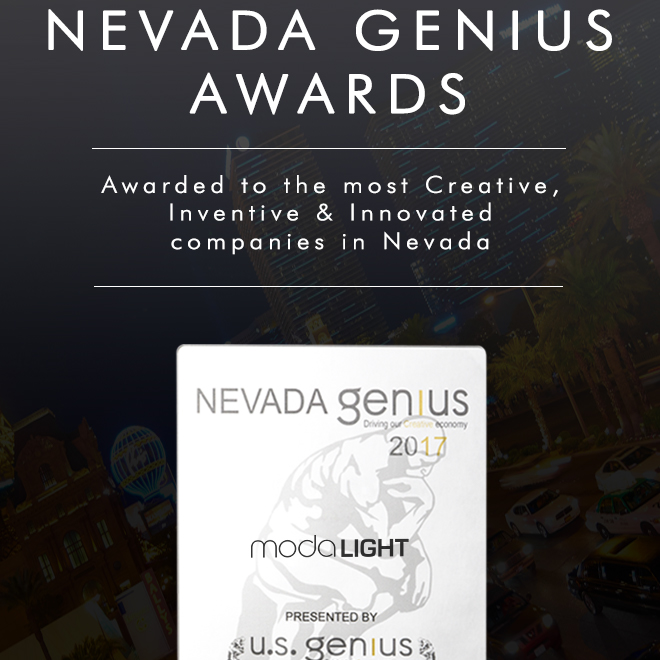 NEVADA GENIUS
AWARDS
Awarded to the most Creative,
Inventive & Innovated
companies in Nevada
NEVADA genius
Driving our Creative economy
2017
modaLIGHT
PRESENTED BY
u.s. genius